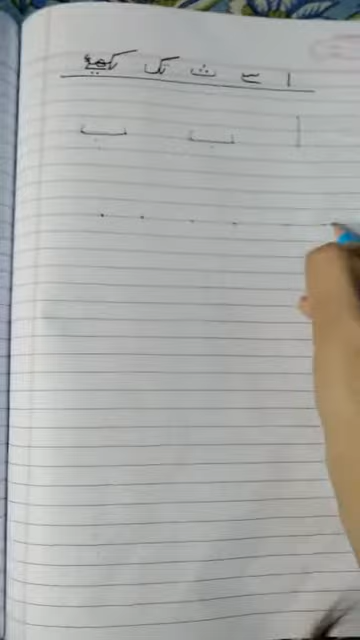 ا سے ث تک لکھیے
ا ب ب